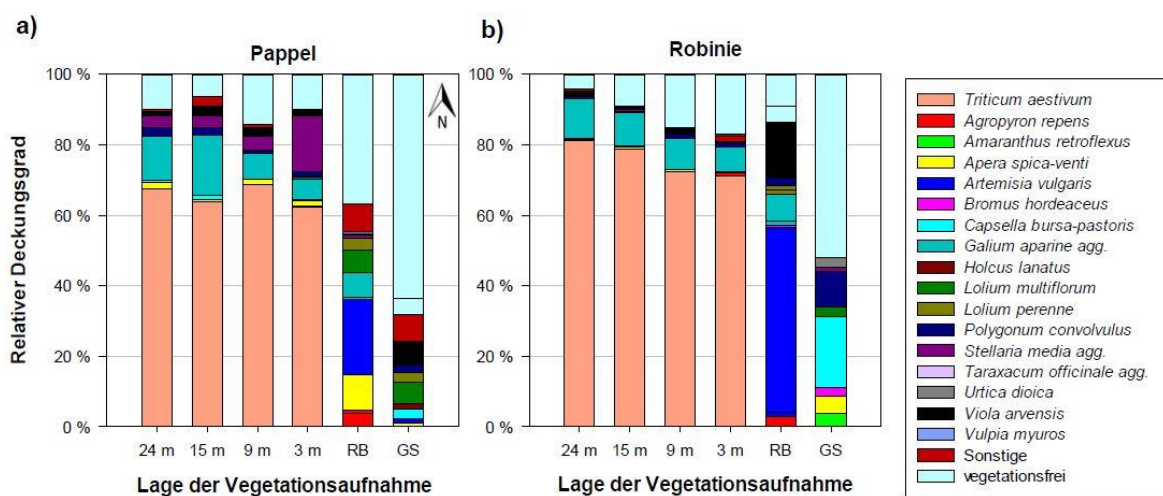 a)
Pappel
b)
Robinie
N
Relativer Deckungsgrad
100 %
80 %
60 %
40 %
20 %
0 %
24 m 15 m 9 m 3 m RB GS
Lage der Vegetationsaufnahme
100 %
80 %
60 %
40 %
20 %
0 %
24 m 15 m 9 m 3 m RB GS
Lage der Vegetationsaufnahme
Triticum aestivum
Agropyron repens
Amaranthus retroflexus
Apera spica-venti
Artemisia vulgaris
Bromus hordeaceus
Capsella bursa-pastoris
Galium aparine agg.
Holcus lanatus
Lolium multiflorum
Lolium perenne
Polygonum convolvulus
Stellaria media agg.
Taraxacum officinale agg.
Urtica dioica
Viola arvensis
Vulpia myuros
Sonstige
vegetationsfrei